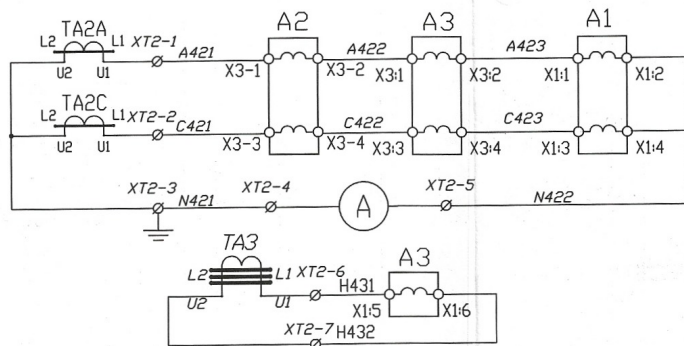 A2 A3 A1
TA2A
L2 L1 XT2-1 A421 A422 A423
U2 U1 X3-1 X3-2 X3:1 X3:2 X1:1 X1:2
TA2C
L2 L1 XT2-2 C421 C422 C423
U2 U1 X3-3 X3-4 X3:3 X3:4 X1:3 X1:4
XT2-3 N421 XT2-4 A XT2-5 N422
TA3 A3
L2 L1 XT2-6 H431
U2 U1 X1:5 X1:6
XT2-7 H432